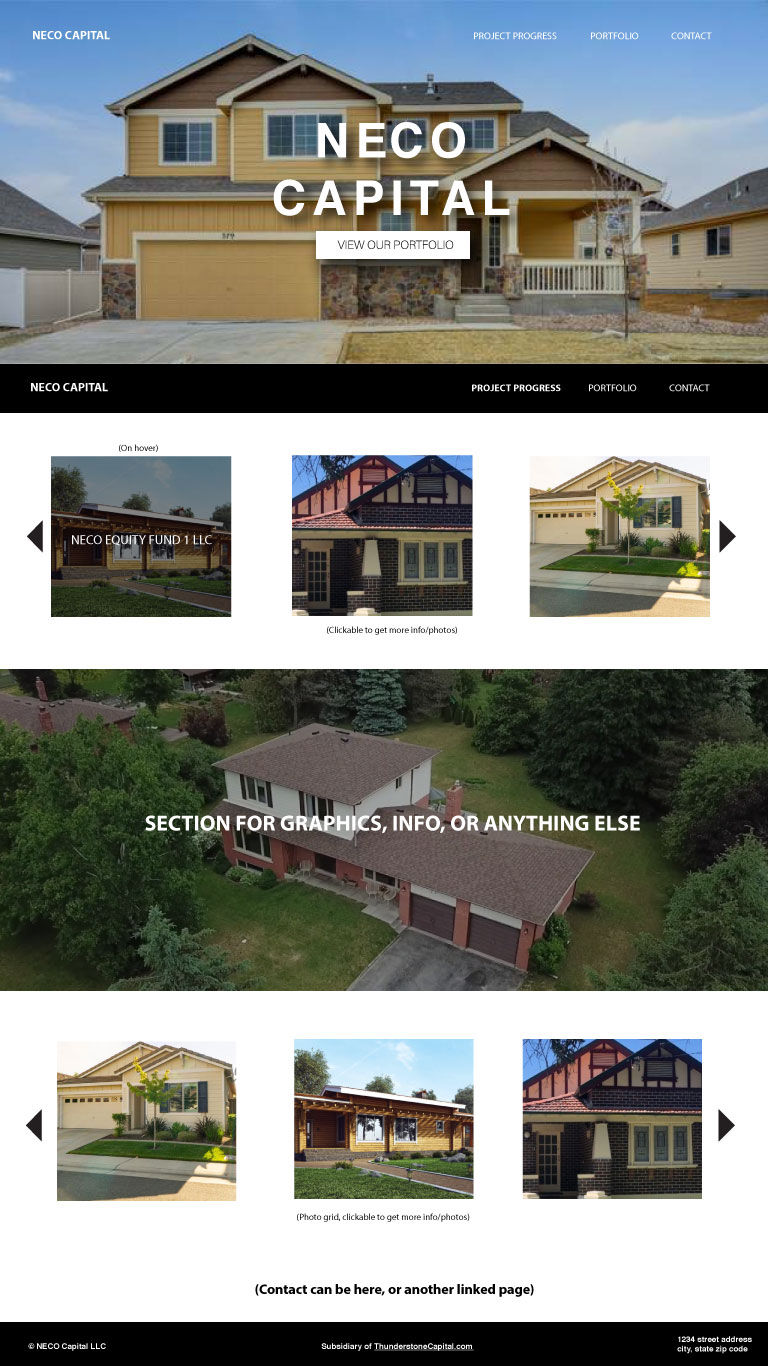 NECO CAPITAL
PROJECT PROGRESS
PORTFOLIO
CONTACT
NECO
CAPITAL
379
VIEW OUR PORTFOLIO
NECO CAPITAL
PROJECT PROGRESS
PORTFOLIO
CONTACT
(On hover)
NECO EQUITY FUND 1 LLC
(Clickable to get more info/photos)
SECTION FOR GRAPHICS, INFO, OR ANYTHING ELSE
(Photo grid, clickable to get more info/photos)
(Contact can be here, or another linked page)
© NECO Capital LLC
Subsidiary of ThunderstoneCapital.com
1234 street address
city, state zip code